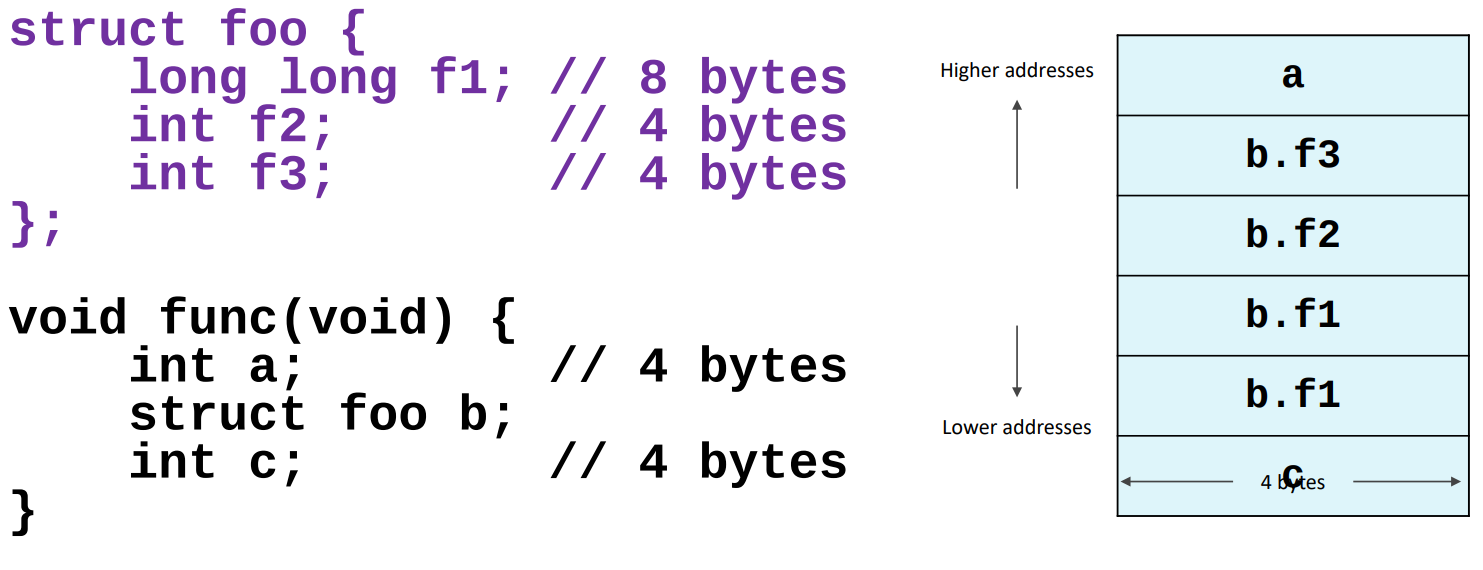 struct foo {
    long long f1; // 8 bytes
    int f2;       // 4 bytes
    int f3;       // 4 bytes
};
void func(void) {
    int a;        // 4 bytes
    struct foo b;
    int c;        // 4 bytes
}
Higher addresses
Lower addresses
a
b.f3
b.f2
b.f1
b.f1
c
4 bytes